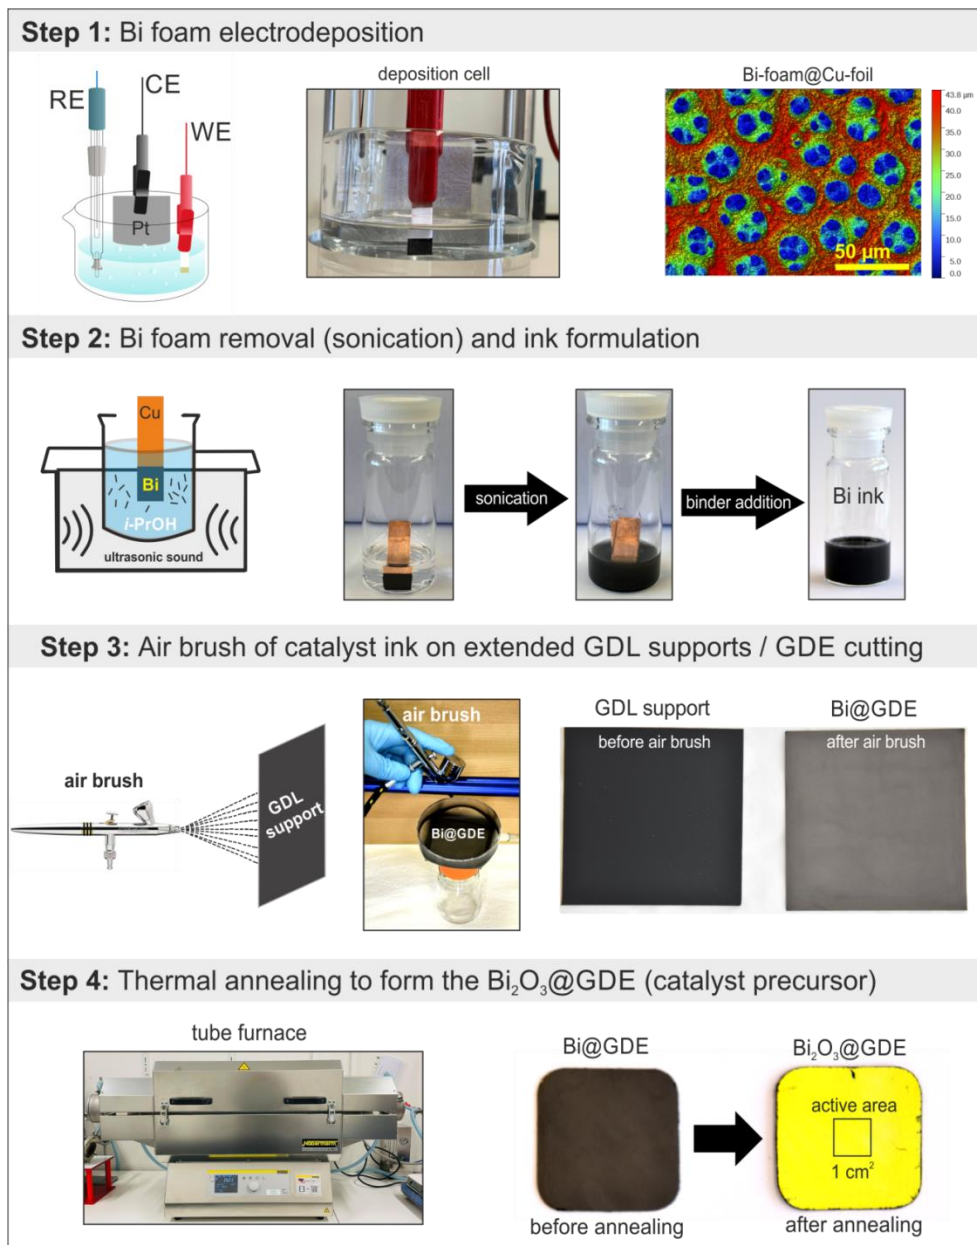 Step 1: Bi foam electrodeposition
RE
CE
WE
Pt
deposition cell
Bi-foam@Cu-foil
50 µm
43.8 µm
40.0
35.0
30.0
25.0
20.0
15.0
10.0
5.0
0.0
Step 2: Bi foam removal (sonication) and ink formulation
Cu
Bi
i-PrOH
ultrasonic sound
sonication
binder addition
Bi ink
Step 3: Air brush of catalyst ink on extended GDL supports / GDE cutting
air brush
GDL
support
air brush
Bi@GDE
GDL support
before air brush
Bi@GDE
after air brush
Step 4: Thermal annealing to form the Bi₂O₃@GDE (catalyst precursor)
tube furnace
Bi@GDE
before annealing
Bi₂O₃@GDE
active area
1 cm²
after annealing